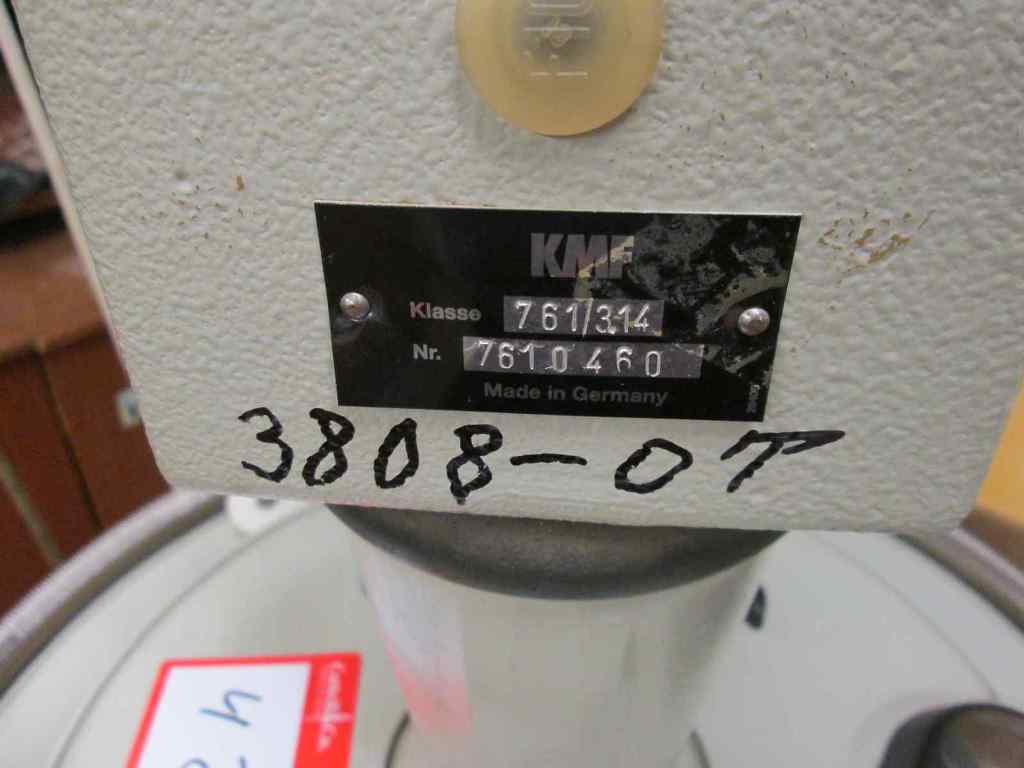 KMF
Klasse 761/314
Nr. 7610460
Made in Germany
3808-07